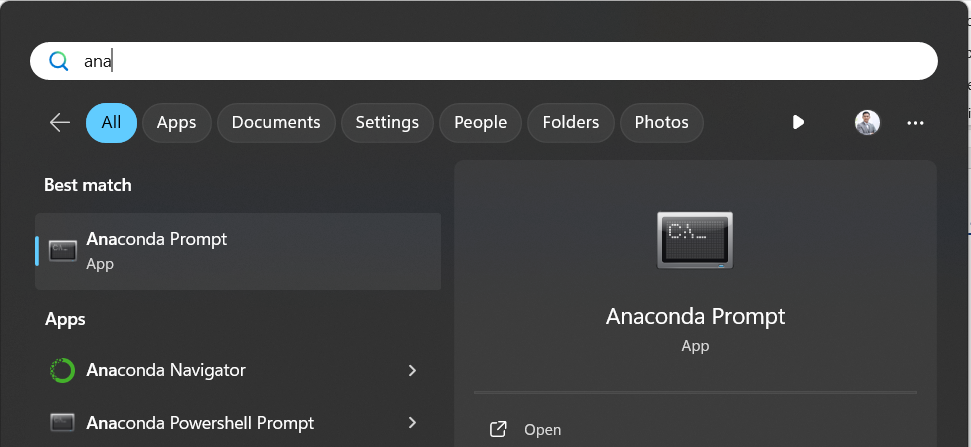 ana
All
Apps
Documents
Settings
People
Folders
Photos
Best match
Anaconda Prompt
App
Apps
Anaconda Navigator
Anaconda Powershell Prompt
C:\_
Anaconda Prompt
App
Open